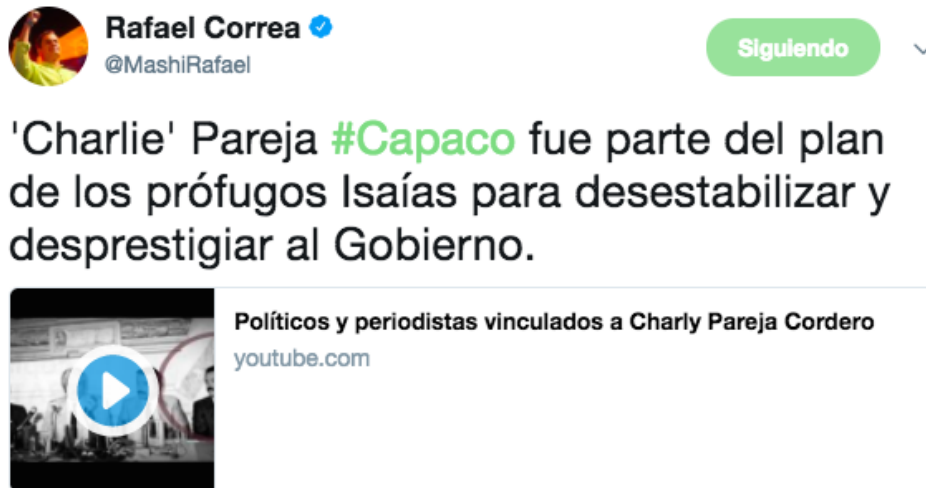 Rafael Correa
@MashiRafael
Siguiendo
'Charlie' Pareja #Capaco fue parte del plan
de los prófugos Isaías para desestabilizar y
desprestigiar al Gobierno.
Políticos y periodistas vinculados a Charly Pareja Cordero
youtube.com